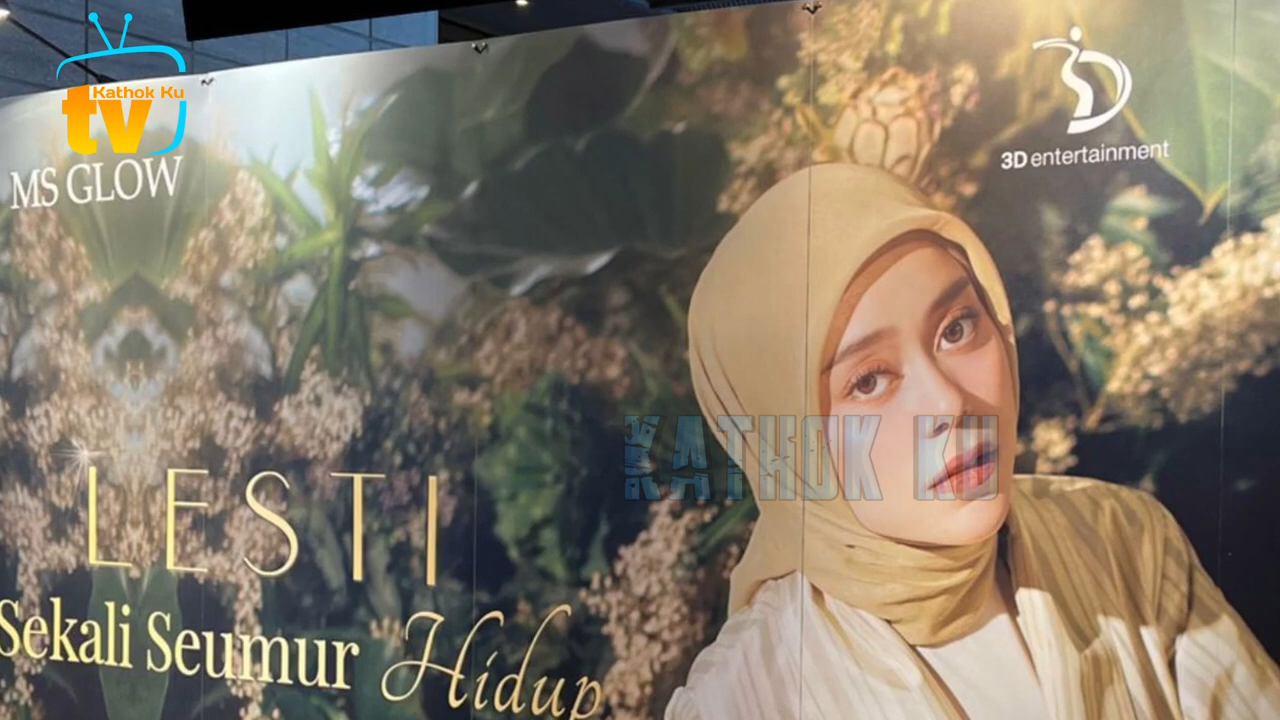 Kathok Ku
tv
MS GLOW
3D entertainment
KATHOK KU
LESTI
Sekali Seumur Hidup